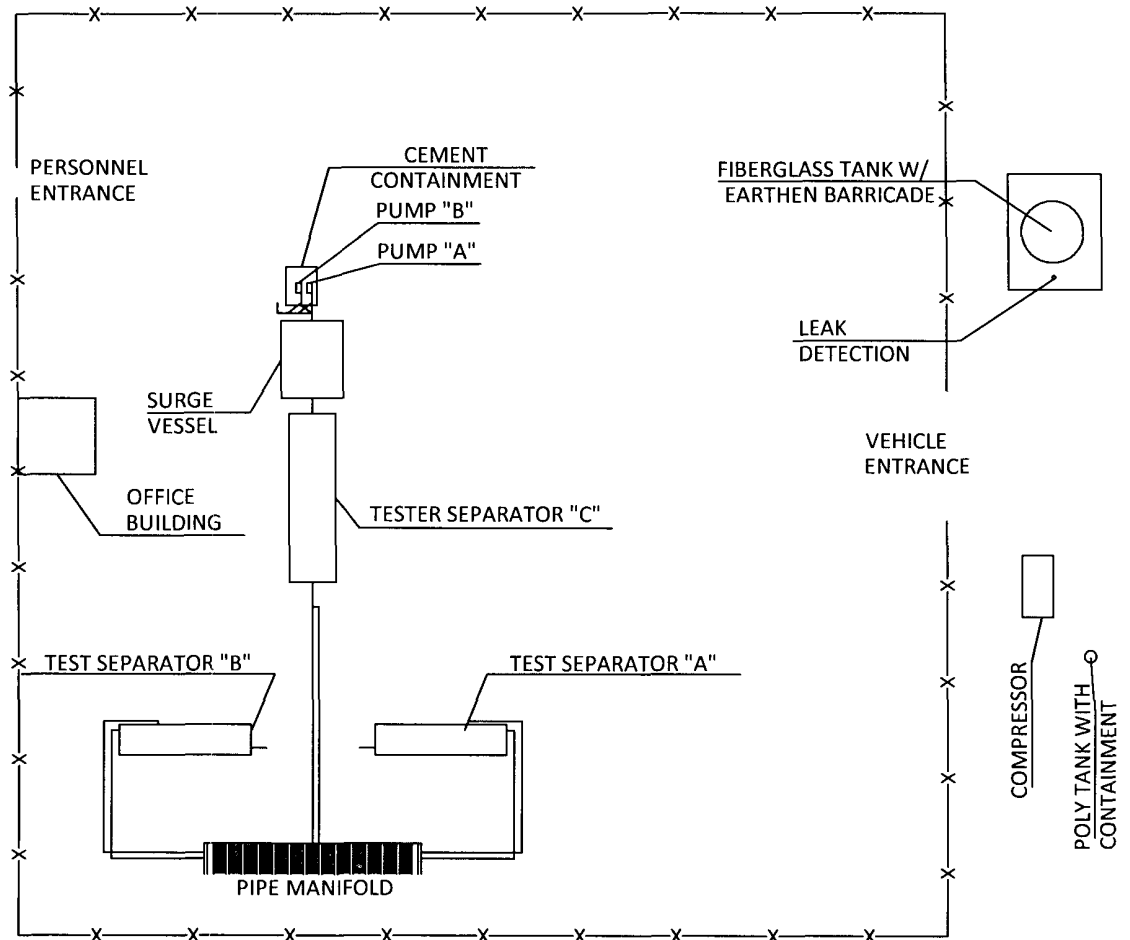 PERSONNEL
ENTRANCE
CEMENT
CONTAINMENT
PUMP "B"
PUMP "A"
FIBERGLASS TANK W/
EARTHEN BARRICADE
LEAK
DETECTION
SURGE
VESSEL
VEHICLE
ENTRANCE
OFFICE
BUILDING
TESTER SEPARATOR "C"
TEST SEPARATOR "B"
TEST SEPARATOR "A"
COMPRESSOR
POLY TANK WITH
CONTAINMENT
PIPE MANIFOLD